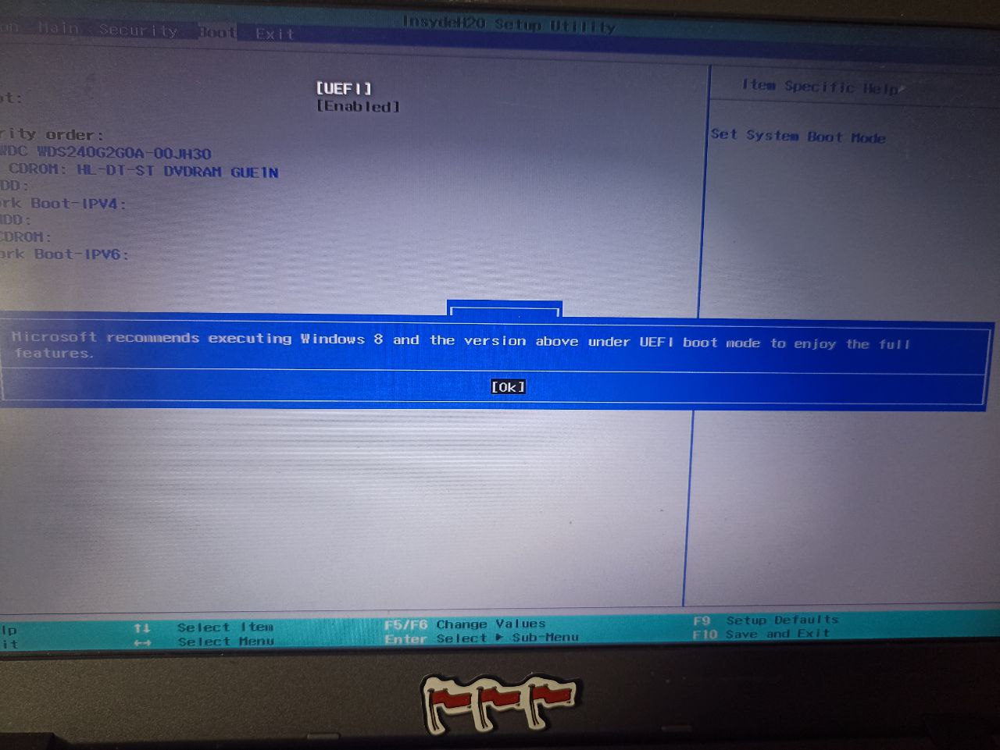 InsydeH20 Setup Utility
on Main Security Boot Exit
Item Specific Help
[UEFI]
ot: [Enabled]
Set System Boot Mode
rity order:
WDC WDS240G2G0A-00JH30
CDROM: HL-DT-ST DVDRAM GUE1N
DD:
rk Boot-IPV4:
DD:
CDROM:
ork Boot-IPV6:
Microsoft recommends executing Windows 8 and the version above under UEFI boot mode to enjoy the full
features.
[Ok]
lp ↑↓ Select Item F5/F6 Change Values F9 Setup Defaults
it ↔ Select Menu Enter Select ▶ Sub-Menu F10 Save and Exit